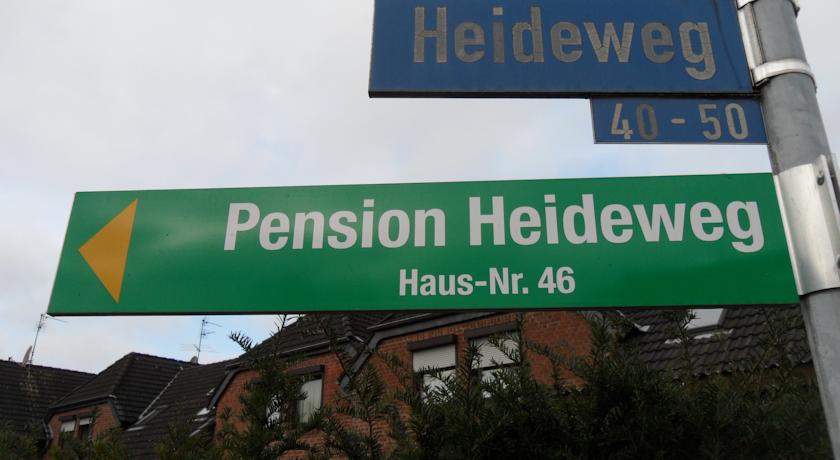 Heideweg
40 - 50
Pension Heideweg
Haus-Nr. 46